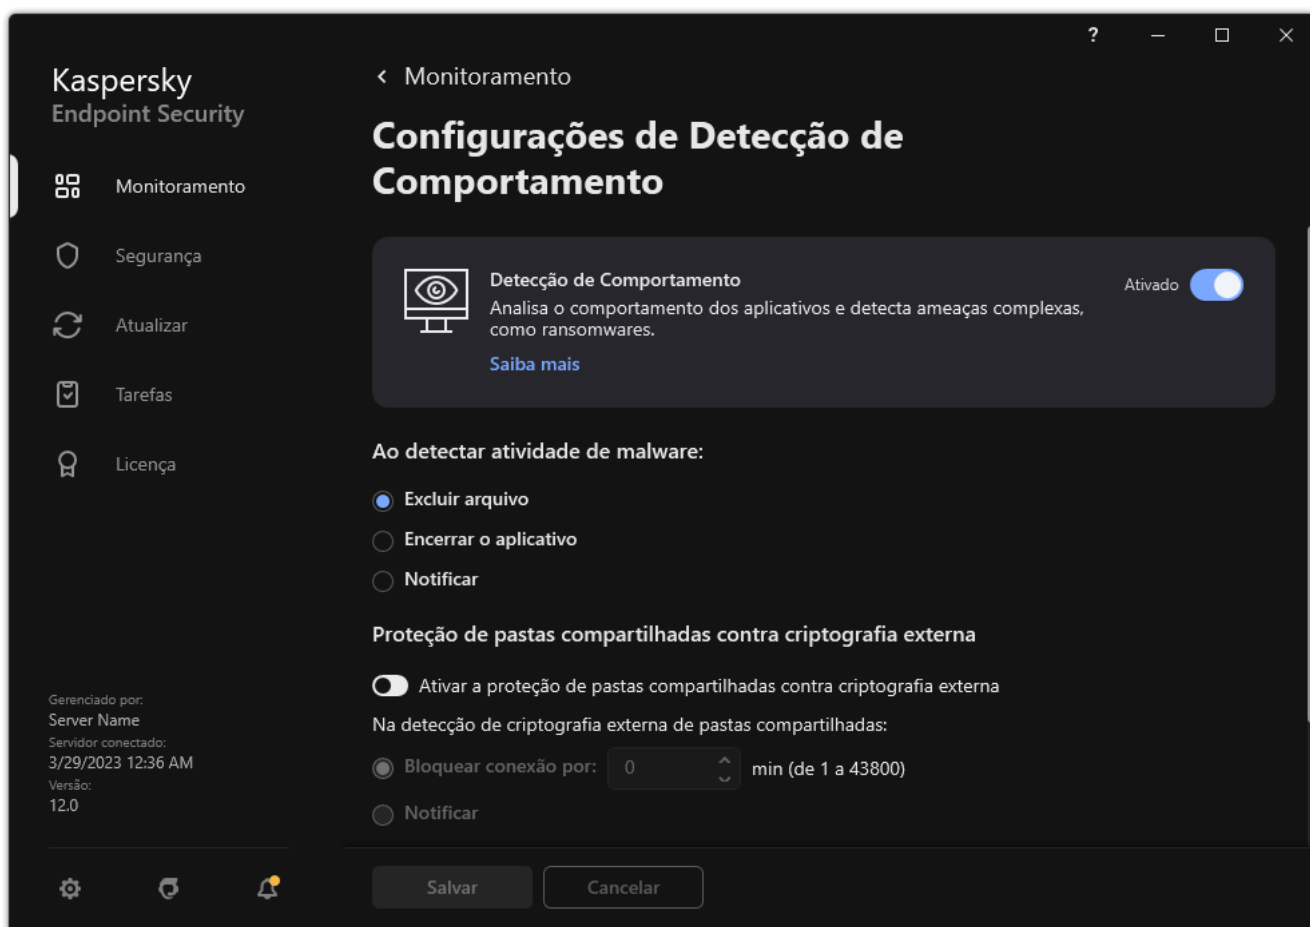 ?
Kaspersky
Endpoint Security
Monitoramento
Segurança
Atualizar
Tarefas
Licença
Gerenciado por:
Server Name
Servidor conectado:
3/29/2023 12:36 AM
Versão:
12.0
Monitoramento
Configurações de Detecção de
Comportamento
Detecção de Comportamento
Analisa o comportamento dos aplicativos e detecta ameaças complexas,
como ransomwares.
Saiba mais
Ativado
Ao detectar atividade de malware:
Excluir arquivo
Encerrar o aplicativo
Notificar
Proteção de pastas compartilhadas contra criptografia externa
Ativar a proteção de pastas compartilhadas contra criptografia externa
Na detecção de criptografia externa de pastas compartilhadas:
Bloquear conexão por: 0 min (de 1 a 43800)
Notificar
Salvar Cancelar